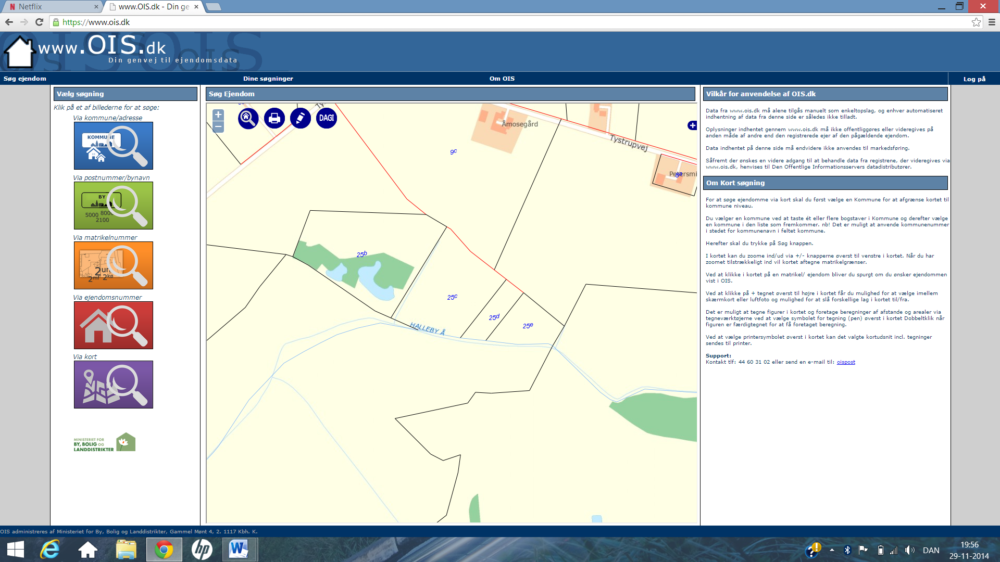 Netflix
www.OIS.dk - Din ge
https://www.ois.dk
www.OIS.dk
Din genvej til ejendomsdata
Søg ejendom
Dine søgninger
Om OIS
Log på
Vælg søgning
Klik på et af billederne for at søge:
Via kommune/adresse
KOMMUNE
Via postnummer/bynavn
BY
5000 8000
2100
Via matrikelnummer
2ur
2mf 2kø
Via ejendomsnummer
Via kort
MINISTERIET FOR
BY, BOLIG OG
LANDDISTRIKTER
Søg Ejendom
+
−
DAGI
Åmosegård
Tystrupvej
9c
8a
25b
25c
25d
25e
HALLEBY Å
Vilkår for anvendelse af OIS.dk
Data fra www.ois.dk må alene tilgås manuelt som enkeltopslag, og enhver automatiseret
indhentning af data fra denne side er således ikke tilladt.
Oplysninger indhentet gennem www.ois.dk må ikke offentliggøres eller videregives på
anden måde af andre end den registrerede ejer af den pågældende ejendom.
Data indhentet på denne side må endvidere ikke anvendes til markedsføring.
Såfremt der ønskes en videre adgang til at behandle data fra registrene, der videregives via
www.ois.dk, henvises til Den Offentlige Informationsservers datadistributører.
Om Kort søgning
For at søge ejendomme via kort skal du først vælge en Kommune for at afgrænse kortet til
kommune niveau.
Du vælger en kommune ved at taste ét eller flere bogstaver i Kommune og derefter vælge
en kommune i den liste som fremkommer. nb! Det er muligt at anvende kommunenummer
i stedet for kommunenavn i feltet kommune.
Herefter skal du trykke på Søg knappen.
I kortet kan du zoome ind/ud via +/- knapperne øverst til venstre i kortet. Når du har
zoomet tilstrækkeligt ind vil kortet aftegne matrikelgrænser.
Ved at klikke i kortet på en matrikel/ ejendom bliver du spurgt om du ønsker ejendommen
vist i OIS.
Ved at klikke på + tegnet øverst til højre i kortet får du mulighed for at vælge imellem
skærmkort eller luftfoto og mulighed for at slå forskellige lag i kortet til/fra.
Det er muligt at tegne figurer i kortet og foretage beregninger af afstande og arealer via
tegneværktøjerne ved at vælge symbolet for tegning (pen) øverst i kortet Dobbeltklik når
figuren er færdigtegnet for at få foretaget beregning.
Ved at vælge printersymbolet øverst i kortet kan det valgte kortudsnit incl. tegninger
sendes til printer.
Support:
Kontakt tlf: 44 60 31 02 eller send en e-mail til: oispost
OIS administreres af Ministeriet for By, Bolig og Landdistrikter, Gammel Mønt 4, 2. 1117 Kbh. K.
hp
DAN
19:56
29-11-2014